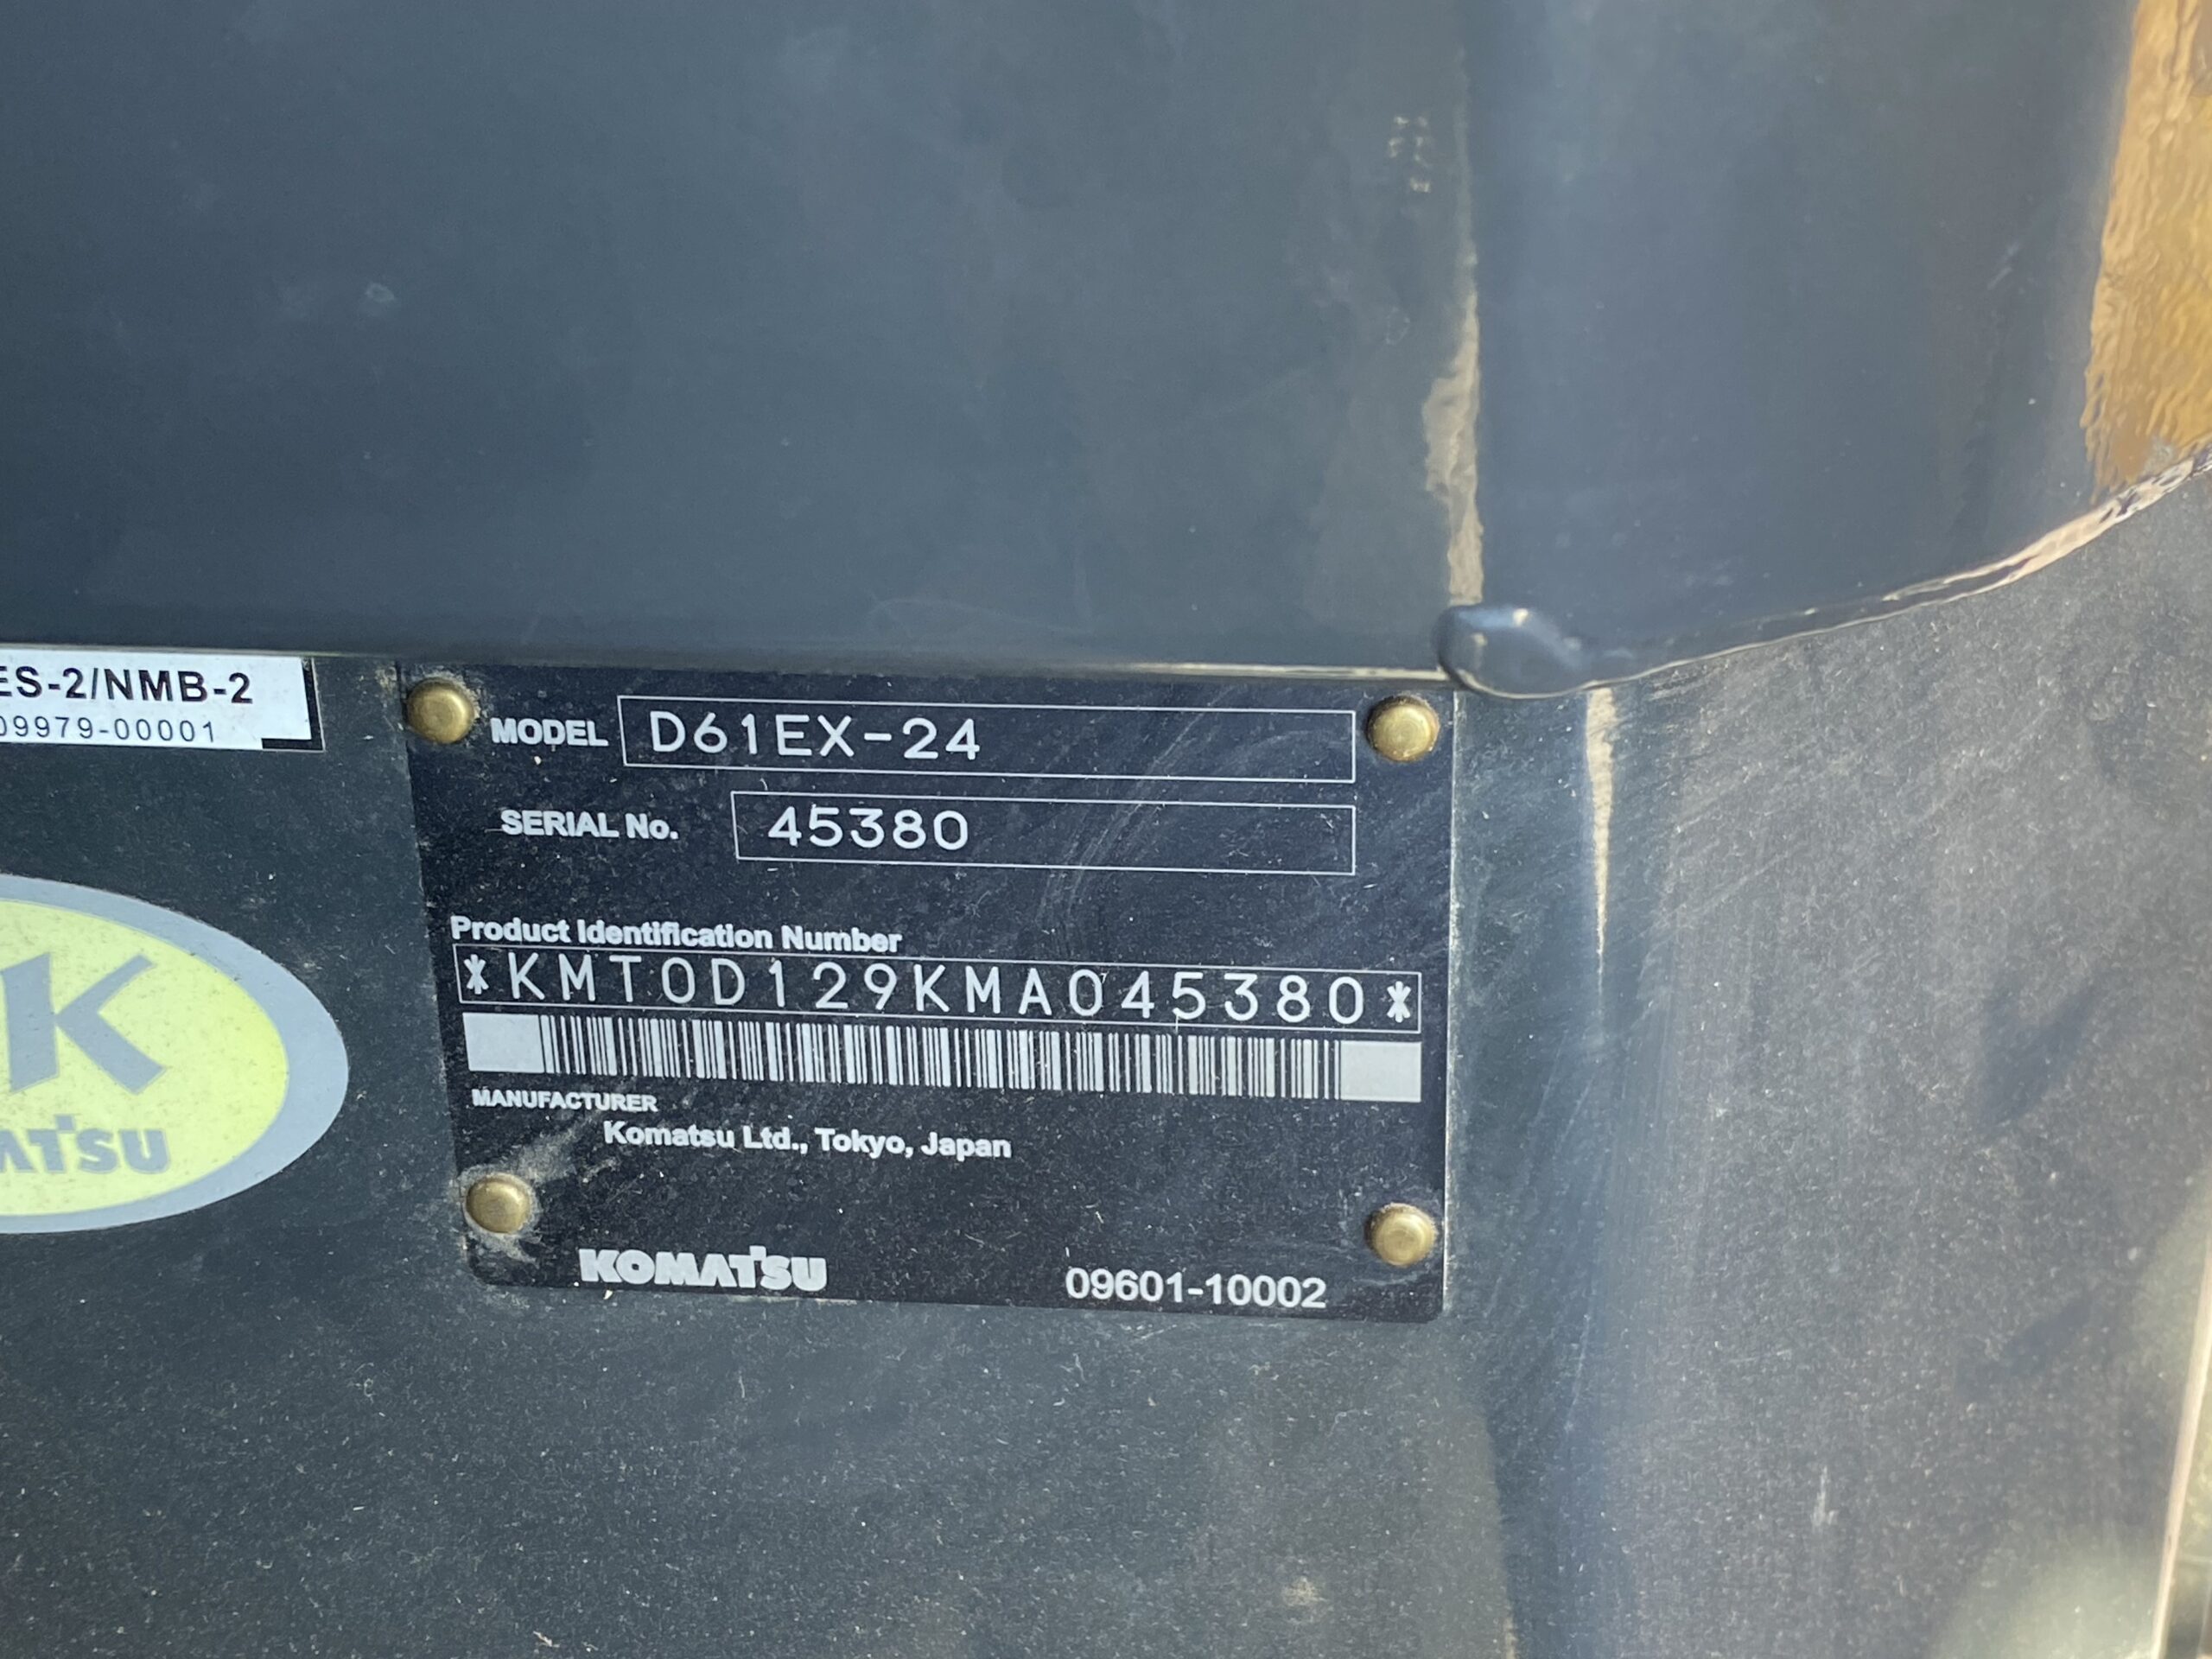 ES-2/NMB-2
09979-00001
MODEL D61EX-24
SERIAL No. 45380
Product Identification Number
*KMT0D129KMA045380*
MANUFACTURER
Komatsu Ltd., Tokyo, Japan
KOMATSU 09601-10002
K
ATSU